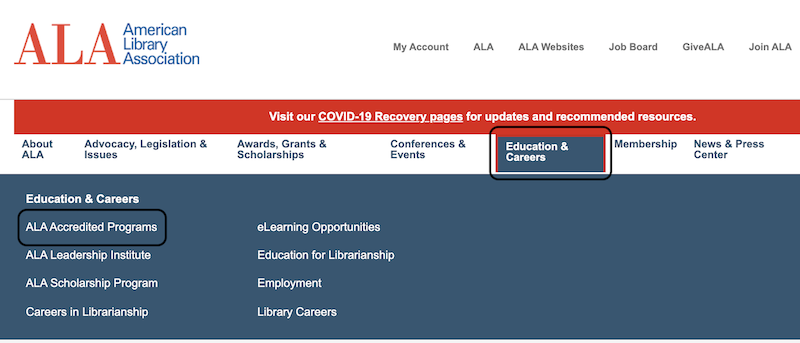 ALA American
Library
Association
My Account ALA ALA Websites Job Board GiveALA Join ALA
Visit our COVID-19 Recovery pages for updates and recommended resources.
About
ALA
Advocacy, Legislation &
Issues
Awards, Grants &
Scholarships
Conferences &
Events
Education &
Careers
Membership
News & Press
Center
Education & Careers
ALA Accredited Programs
ALA Leadership Institute
ALA Scholarship Program
Careers in Librarianship
eLearning Opportunities
Education for Librarianship
Employment
Library Careers